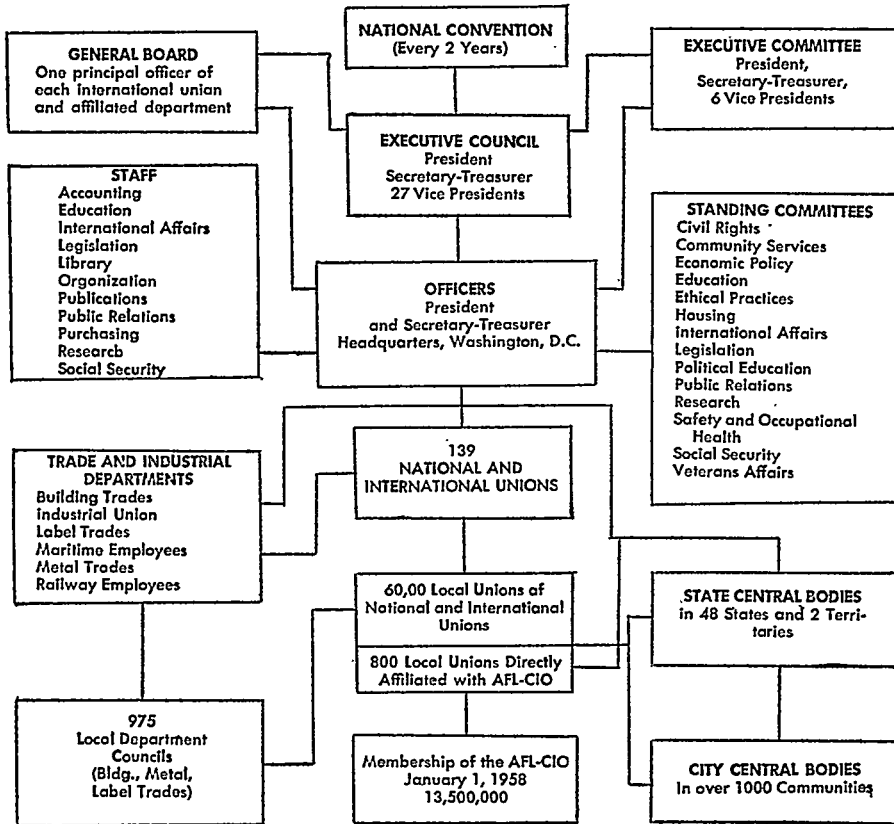 NATIONAL CONVENTION
(Every 2 Years)
GENERAL BOARD
One principal officer of
each international union
and affiliated department
EXECUTIVE COMMITTEE
President,
Secretary-Treasurer,
6 Vice Presidents
EXECUTIVE COUNCIL
President
Secretary-Treasurer
27 Vice Presidents
STAFF
Accounting
Education
International Affairs
Legislation
Library
Organization
Publications
Public Relations
Purchasing
Research
Social Security
OFFICERS
President
and Secretary-Treasurer
Headquarters, Washington, D.C.
STANDING COMMITTEES
Civil Rights
Community Services
Economic Policy
Education
Ethical Practices
Housing
International Affairs
Legislation
Political Education
Public Relations
Research
Safety and Occupational
Health
Social Security
Veterans Affairs
TRADE AND INDUSTRIAL
DEPARTMENTS
Building Trades
Industrial Union
Label Trades
Maritime Employees
Metal Trades
Railway Employees
139
NATIONAL AND
INTERNATIONAL UNIONS
60,00 Local Unions of
National and International
Unions
800 Local Unions Directly
Affiliated with AFL-CIO
STATE CENTRAL BODIES
in 48 States and 2 Terri-
taries
975
Local Department
Councils
(Bldg., Metal,
Label Trades)
Membership of the AFL-CIO
January 1, 1958
13,500,000
CITY CENTRAL BODIES
In over 1000 Communities